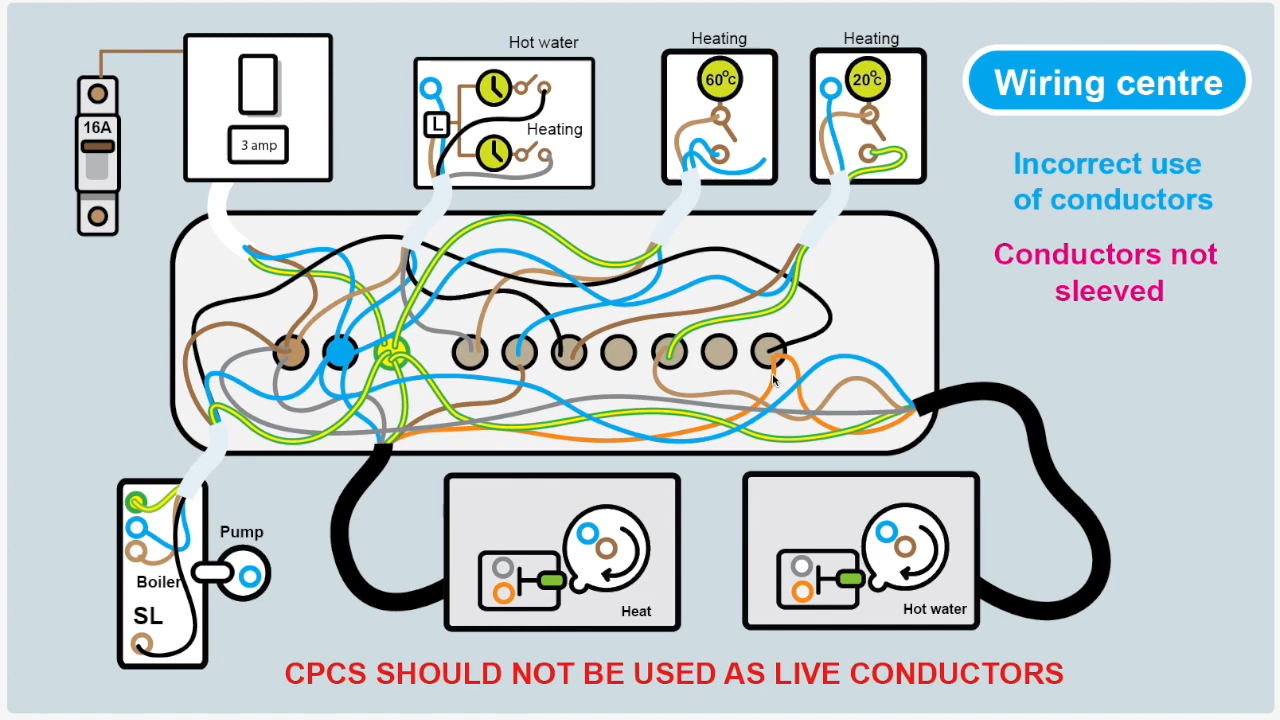 Hot water
Heating
Heating
Wiring centre
16A
3 amp
L
Heating
60°C
20°C
Incorrect use
of conductors
Conductors not
sleeved
Pump
Boiler
SL
Heat
Hot water
CPCS SHOULD NOT BE USED AS LIVE CONDUCTORS